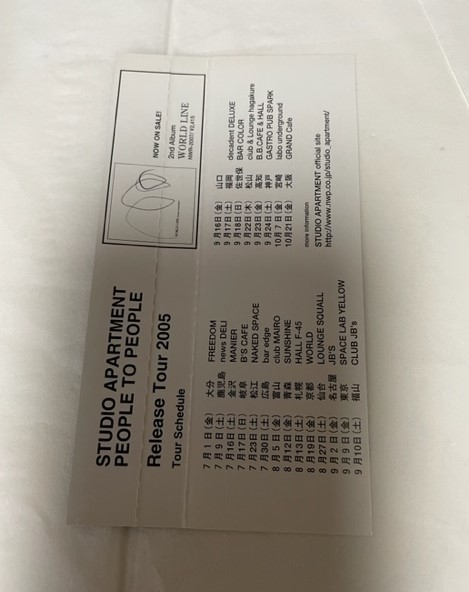 STUDIO APARTMENT
PEOPLE TO PEOPLE
Release Tour 2005
Tour Schedule
7月1日(金) 大分 FREEDOM
7月9日(土) 鹿児島 news DELI
7月16日(土) 金沢 MANIER
7月17日(日) 岐阜 B'S CAFE
7月23日(土) 松江 NAKED SPACE
7月30日(土) 広島 bar edge
8月5日(金) 富山 club MAIRO
8月12日(金) 青森 SUNSHINE
8月13日(土) 札幌 HALL F-45
8月19日(金) 京都 WORLD
8月27日(土) 仙台 LOUNGE SQUALL
9月2日(金) 名古屋 JB'S
9月9日(金) 東京 SPACE LAB YELLOW
9月10日(土) 福山 CLUB JB's
NOW ON SALE!
2nd Album
WORLD LINE
NWR-2007/¥2,415
9月16日(金) 山口
9月17日(土) 福岡 decadent DELUXE
9月18日(日) 佐世保 BAR COLOR
9月22日(木) 松山 club & Lounge hagakure
9月23日(金) 高知 B.B.CAFE & HALL
9月24日(土) 神戸 GASTRO PUB SPARK
10月7日(金) 宮崎 labo underground
10月21日(金) 大阪 GRAND Cafe
more information
STUDIO APARTMENT official site
http://www.nwp.co.jp/studio_apartment/